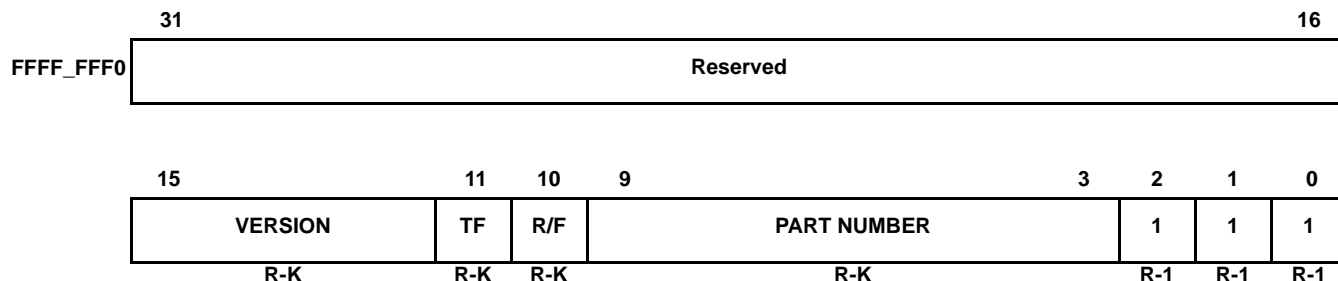 31 16
FFFF_FFF0 Reserved
15 11 10 9 3 2 1 0
VERSION TF R/F PART NUMBER 1 1 1
R-K R-K R-K R-K R-1 R-1 R-1